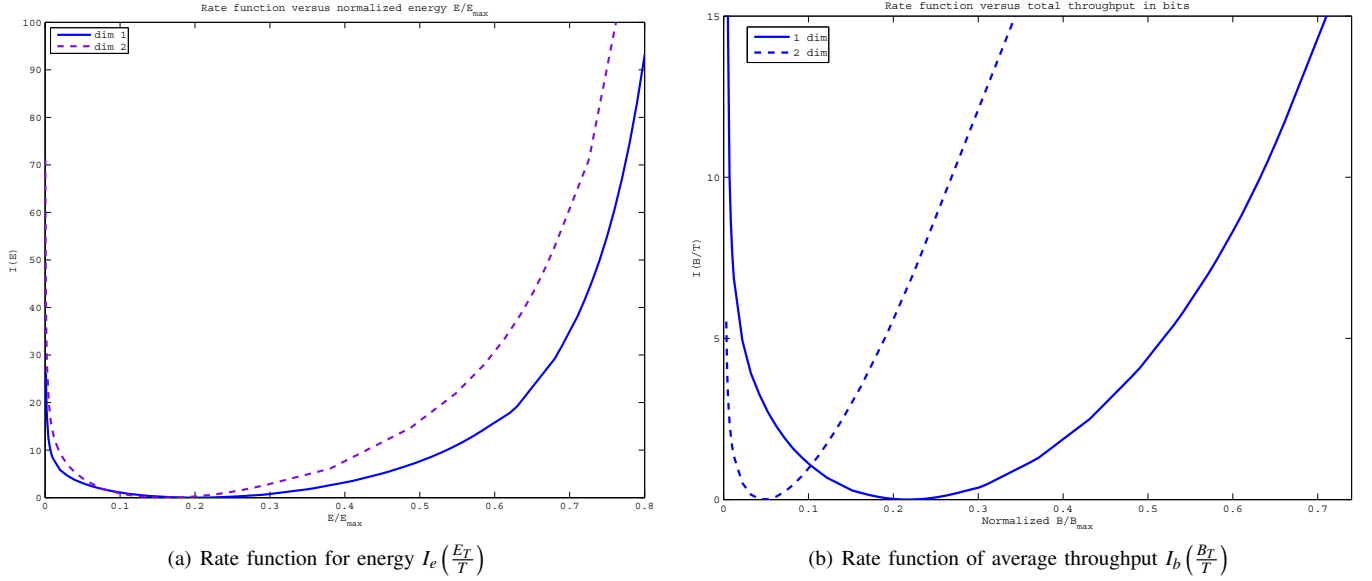 Rate function versus normalized energy E/E_max
dim 1
dim 2
100
90
80
70
60
50
40
30
20
10
0
I(E)
0
0.1
0.2
0.3
0.4
0.5
0.6
0.7
0.8
E/E_max
(a) Rate function for energy I_e(E_T/T)
Rate function versus total throughput in bits
1 dim
2 dim
15
10
5
0
I(B/T)
0
0.1
0.2
0.3
0.4
0.5
0.6
0.7
Normalized B/B_max
(b) Rate function of average throughput I_b(B_T/T)